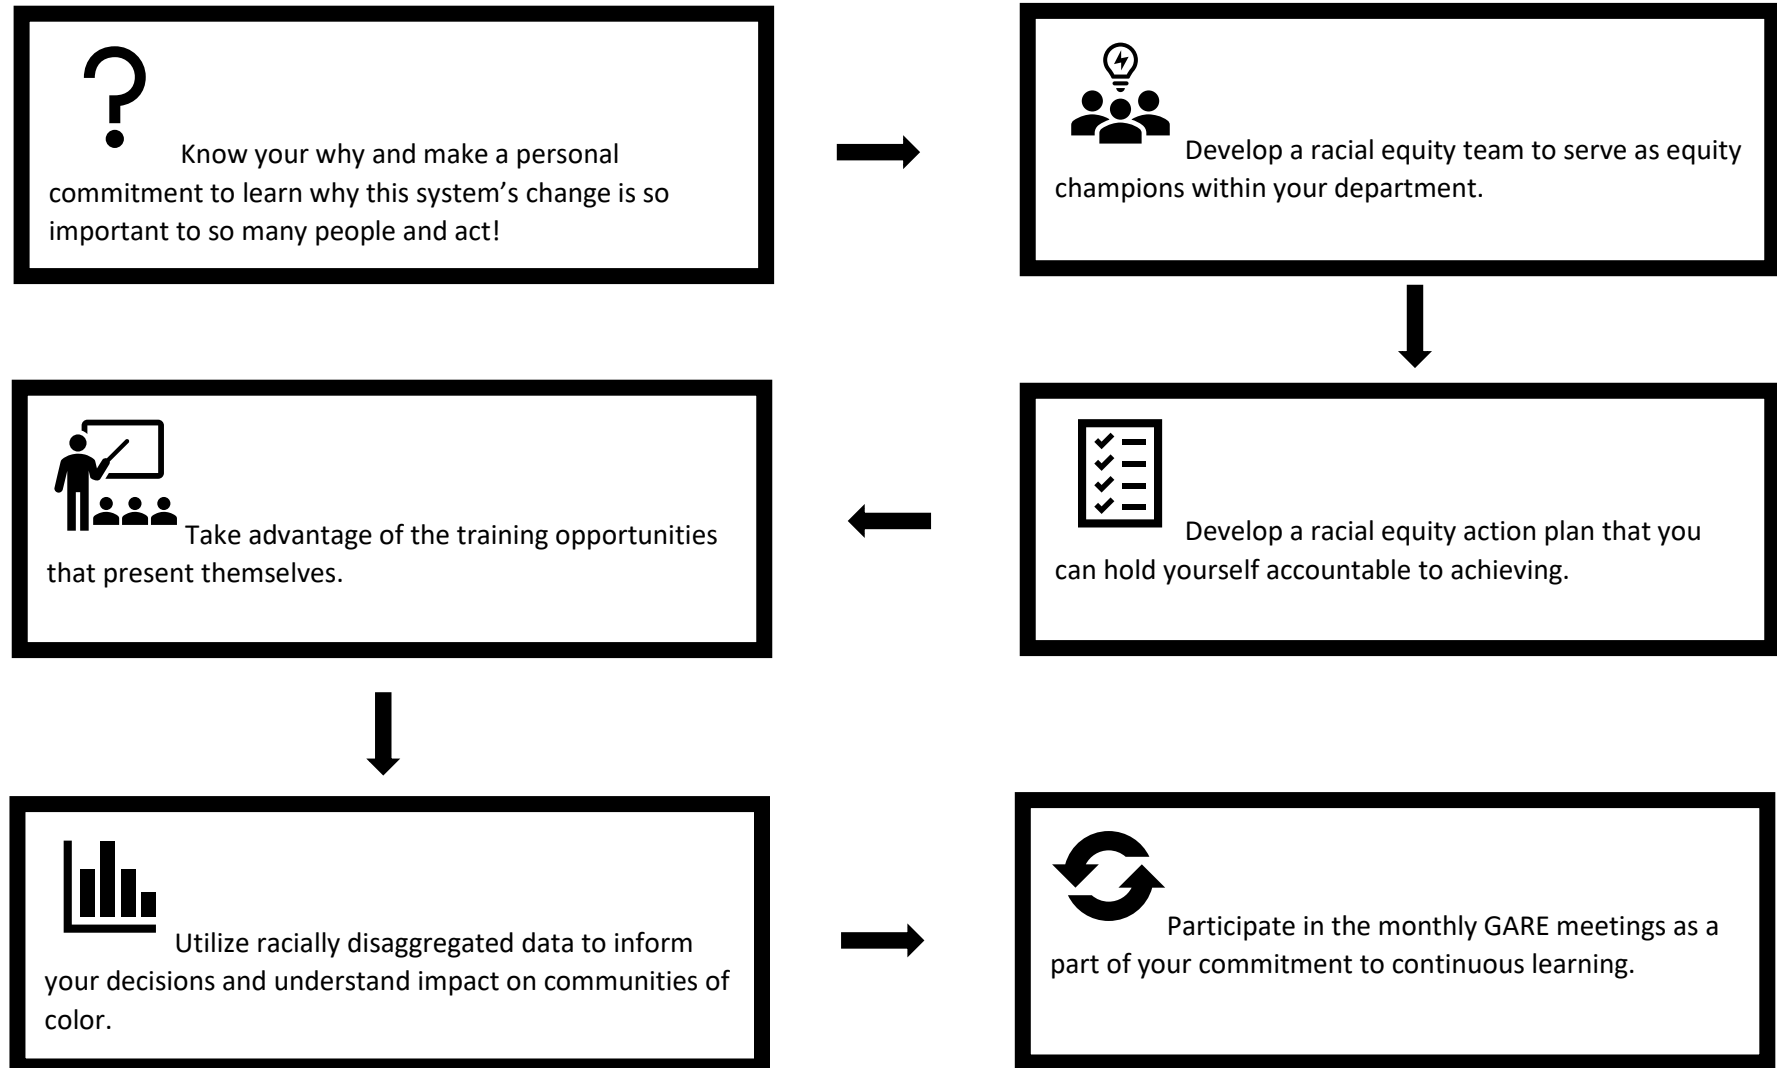 Know your why and make a personal
commitment to learn why this system’s change is so
important to so many people and act!
Develop a racial equity team to serve as equity
champions within your department.
Develop a racial equity action plan that you
can hold yourself accountable to achieving.
Take advantage of the training opportunities
that present themselves.
Utilize racially disaggregated data to inform
your decisions and understand impact on communities of
color.
Participate in the monthly GARE meetings as a
part of your commitment to continuous learning.